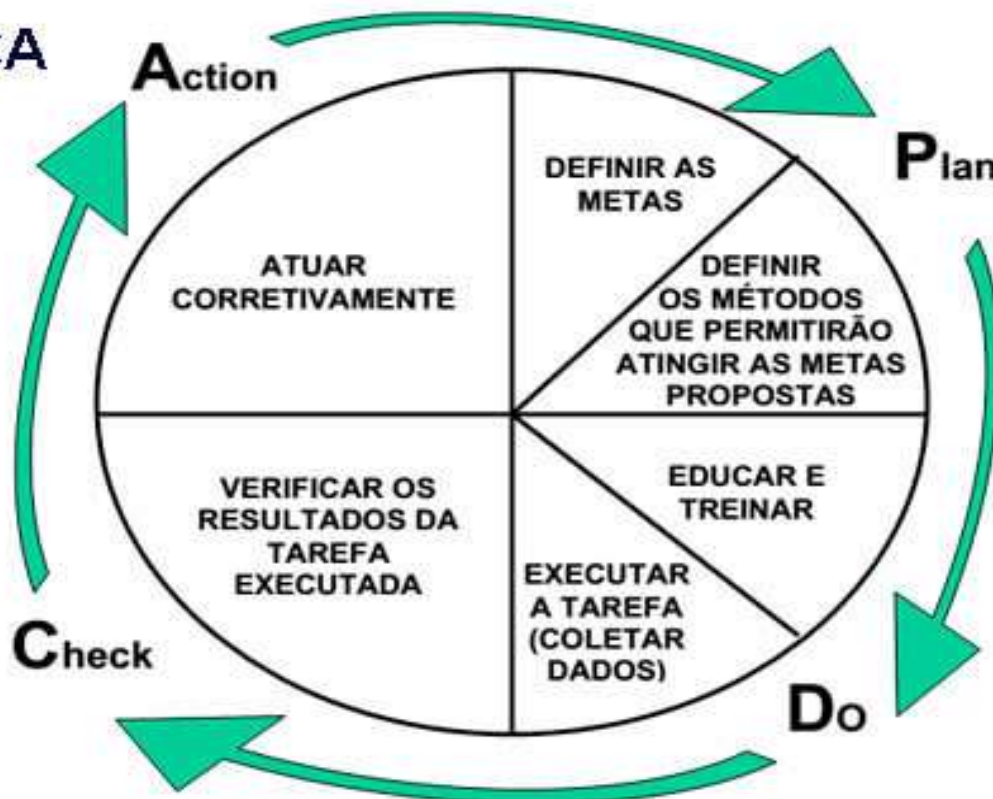 CA
Action
Plan
DEFINIR AS
METAS
DEFINIR
OS MÉTODOS
QUE PERMITIRÃO
ATINGIR AS METAS
PROPOSTAS
EDUCAR E
TREINAR
EXECUTAR
A TAREFA
(COLETAR
DADOS)
Do
VERIFICAR OS
RESULTADOS DA
TAREFA
EXECUTADA
Check
ATUAR
CORRETIVAMENTE